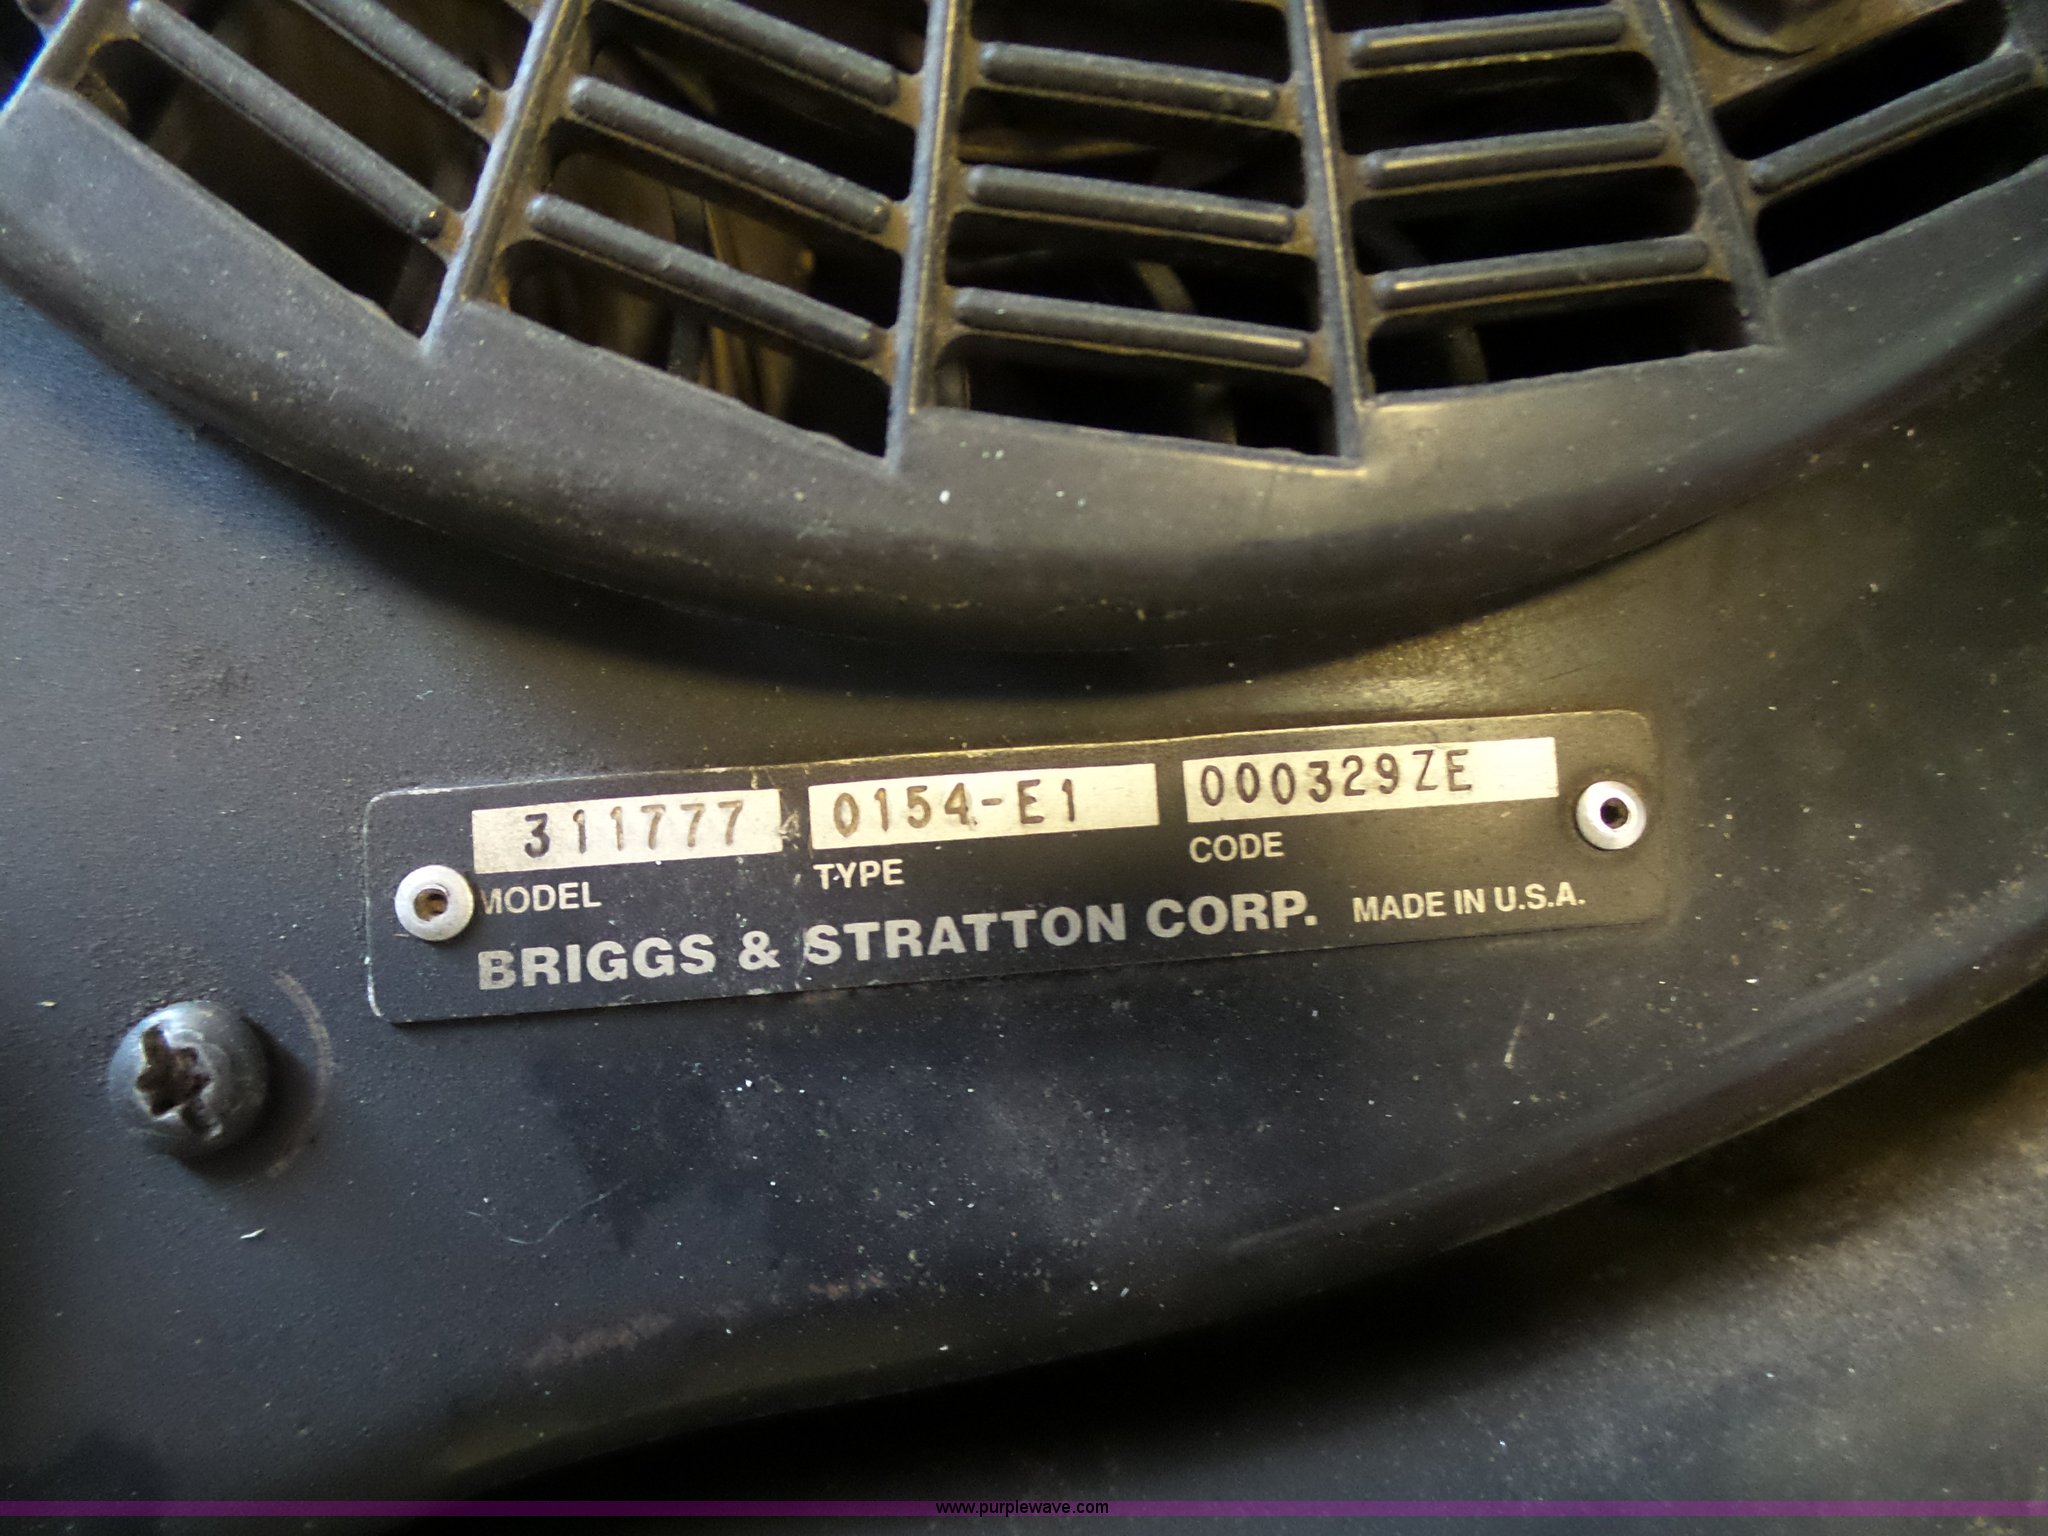 311777 0154-E1 000329ZE
MODEL TYPE CODE
BRIGGS & STRATTON CORP. MADE IN U.S.A.
www.purplewave.com